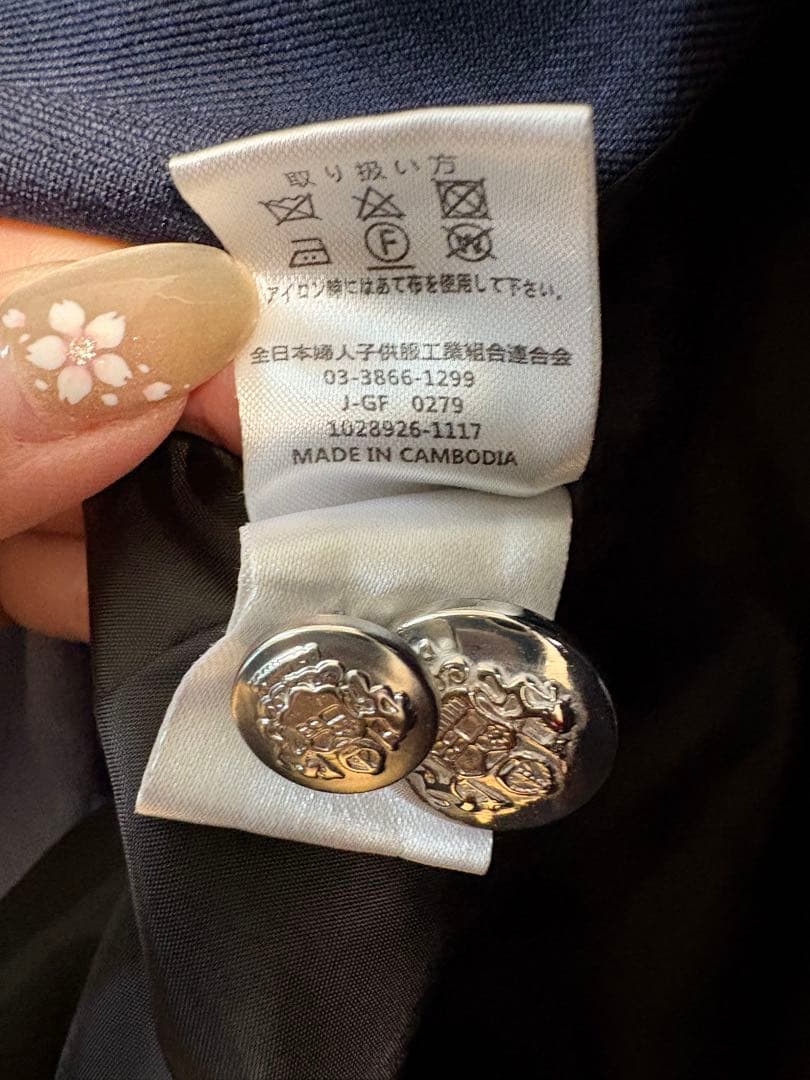 取り扱い方
F
W
アイロン時にはあて布を使用して下さい。
全日本婦人子供服工業組合連合会
03-3866-1299
J-GF 0279
1028926-1117
MADE IN CAMBODIA